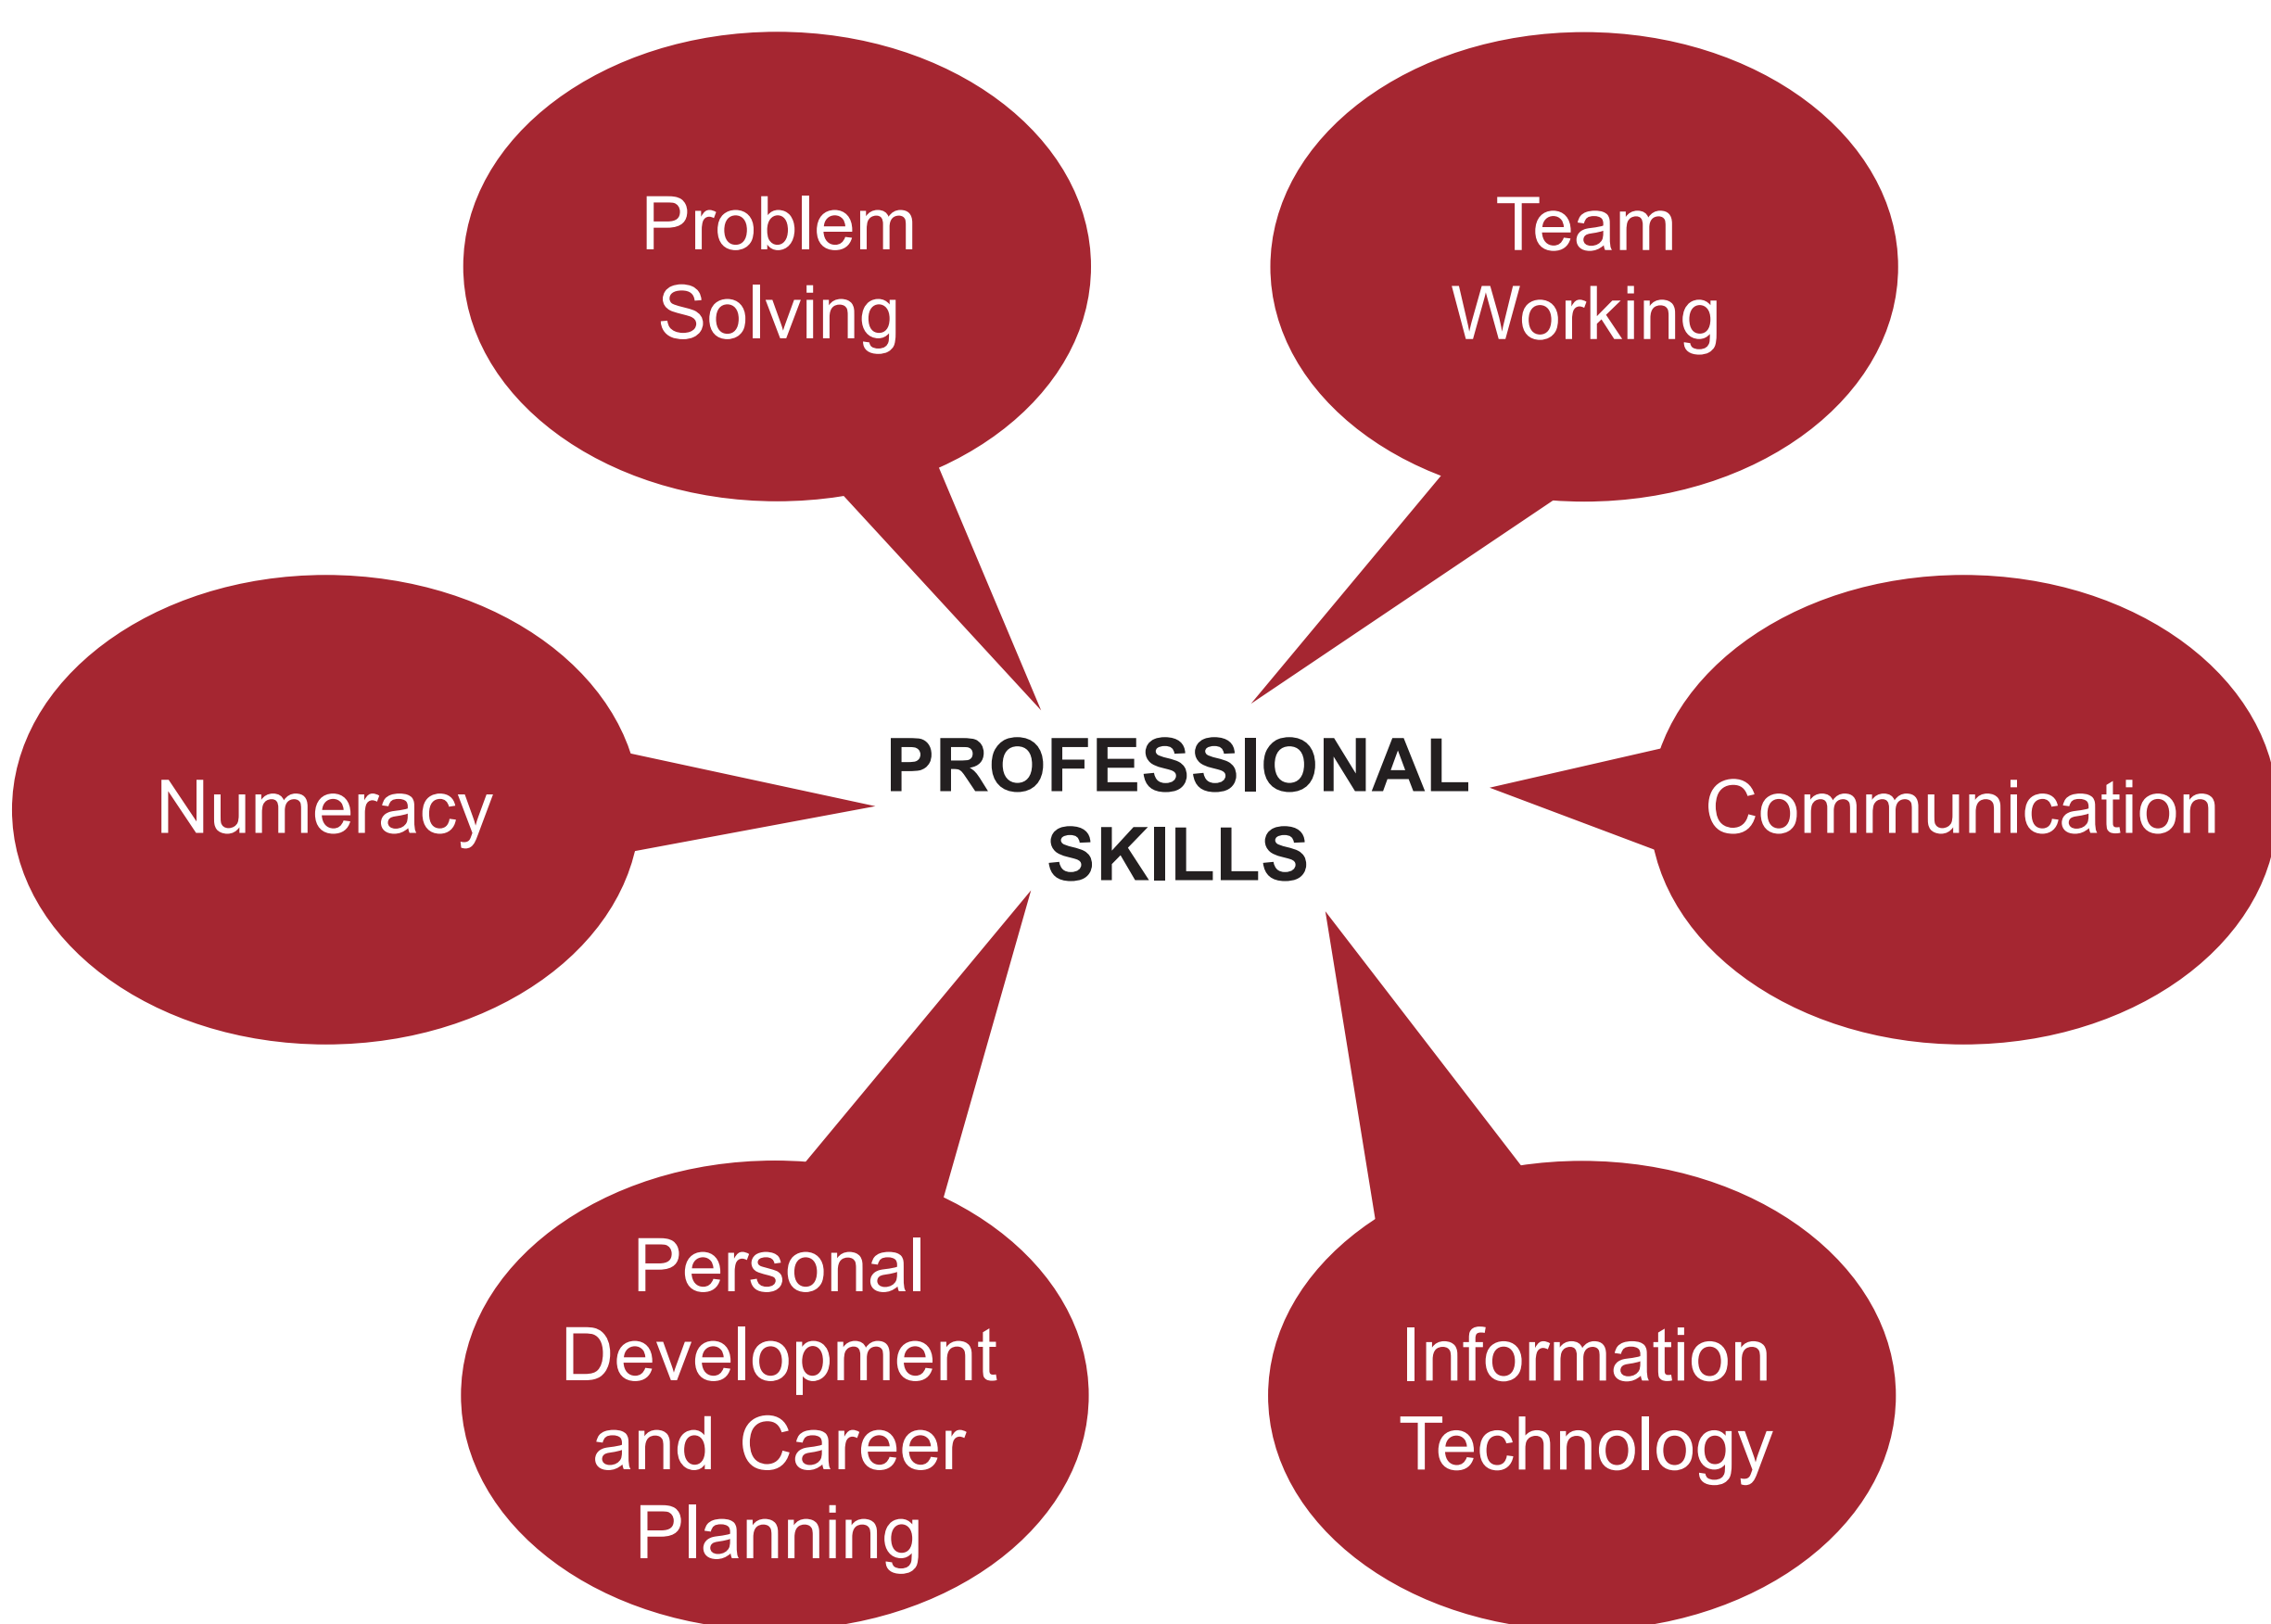 Problem
Solving
Team
Working
Numeracy
PROFESSIONAL
SKILLS
Communication
Personal
Development
and Career
Planning
Information
Technology